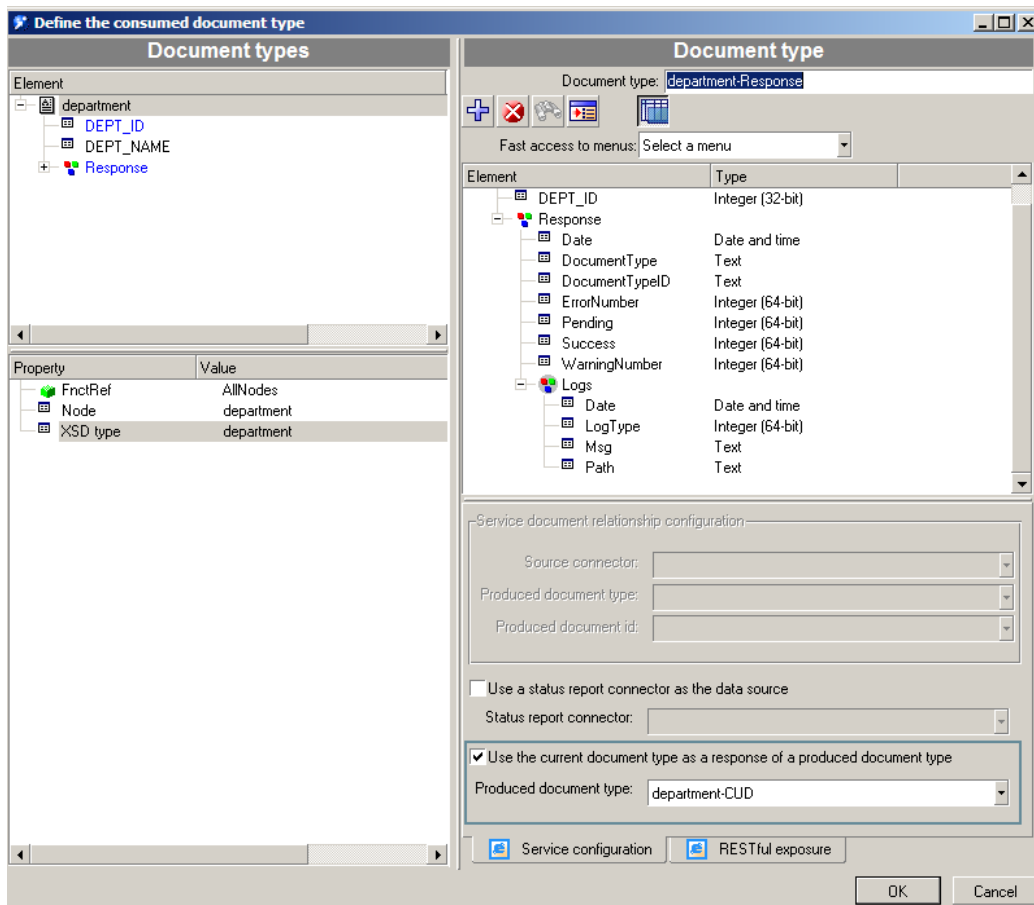 Define the consumed document type
Document types
Element
department
DEPT_ID
DEPT_NAME
Response
Property Value
FnctRef AllNodes
Node department
XSD type department
Document type
Document type: department-Response
Fast access to menus: Select a menu
Element Type
DEPT_ID Integer (32-bit)
Response
Date Date and time
DocumentType Text
DocumentTypeID Text
ErrorNumber Integer (64-bit)
Pending Integer (64-bit)
Success Integer (64-bit)
WarningNumber Integer (64-bit)
Logs
Date Date and time
LogType Integer (64-bit)
Msg Text
Path Text
Service document relationship configuration
Source connector:
Produced document type:
Produced document id:
Use a status report connector as the data source
Status report connector:
Use the current document type as a response of a produced document type
Produced document type: department-CUD
Service configuration RESTful exposure
OK Cancel